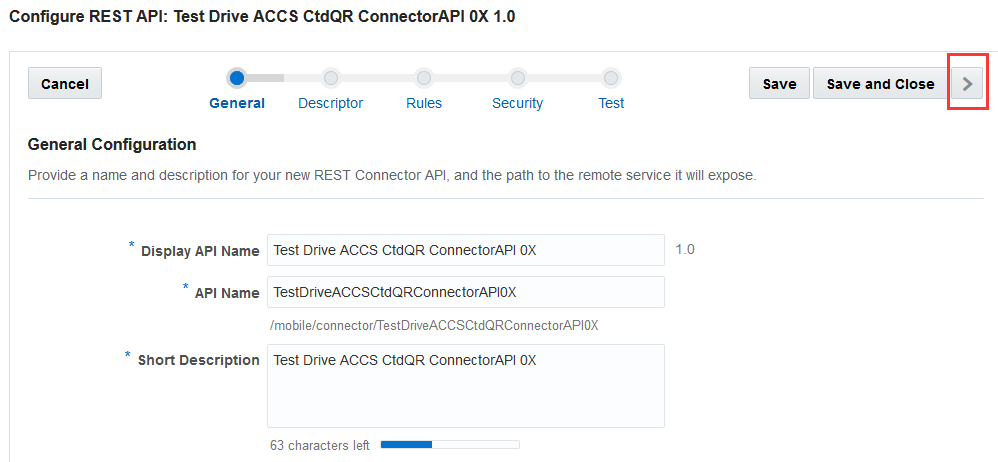 Configure REST API: Test Drive ACCS CtdQR ConnectorAPI 0X 1.0
Cancel
General
Descriptor
Rules
Security
Test
Save
Save and Close
General Configuration
Provide a name and description for your new REST Connector API, and the path to the remote service it will expose.
* Display API Name
Test Drive ACCS CtdQR ConnectorAPI 0X
1.0
* API Name
TestDriveACCSCtdQRConnectorAPI0X
/mobile/connector/TestDriveACCSCtdQRConnectorAPI0X
* Short Description
Test Drive ACCS CtdQR ConnectorAPI 0X
63 characters left